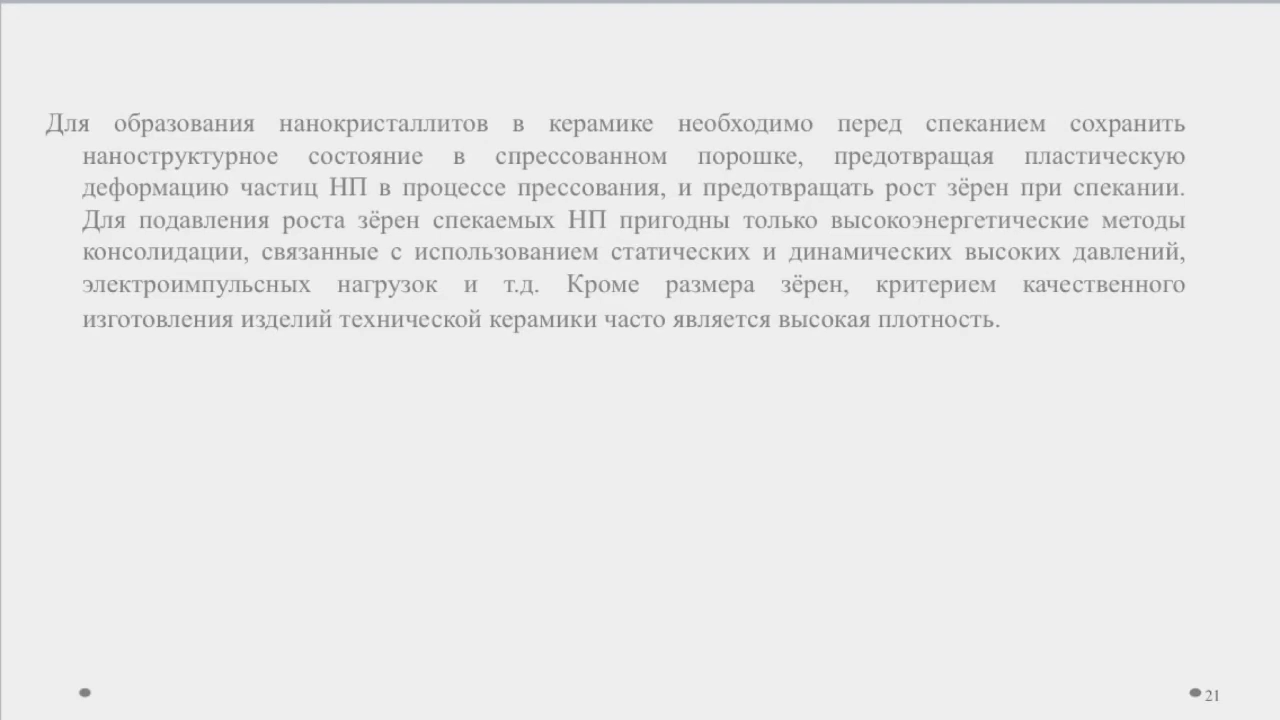 Для образования нанокристаллитов в керамике необходимо перед спеканием сохранить
наноструктурное состояние в спрессованном порошке, предотвращая пластическую
деформацию частиц НП в процессе прессования, и предотвращать рост зёрен при спекании.
Для подавления роста зёрен спекаемых НП пригодны только высокоэнергетические методы
консолидации, связанные с использованием статических и динамических высоких давлений,
электроимпульсных нагрузок и т.д. Кроме размера зёрен, критерием качественного
изготовления изделий технической керамики часто является высокая плотность.
21